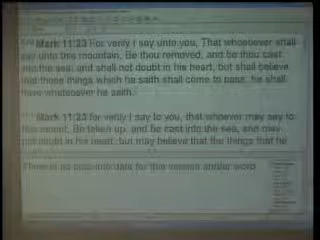 Mark 11:23 For verily I say unto you, That whosoever shall
say unto this mountain, Be thou removed, and be thou cast
into the sea; and shall not doubt in his heart, but shall believe
that those things which he saith shall come to pass; he shall
have whatsoever he saith.
Mark 11:23 for verily I say to you, that whoever may say to
this mount, Be taken up, and be cast into the sea, and may
not doubt in his heart, but may believe that the things that he
There is no data for this version and/or word